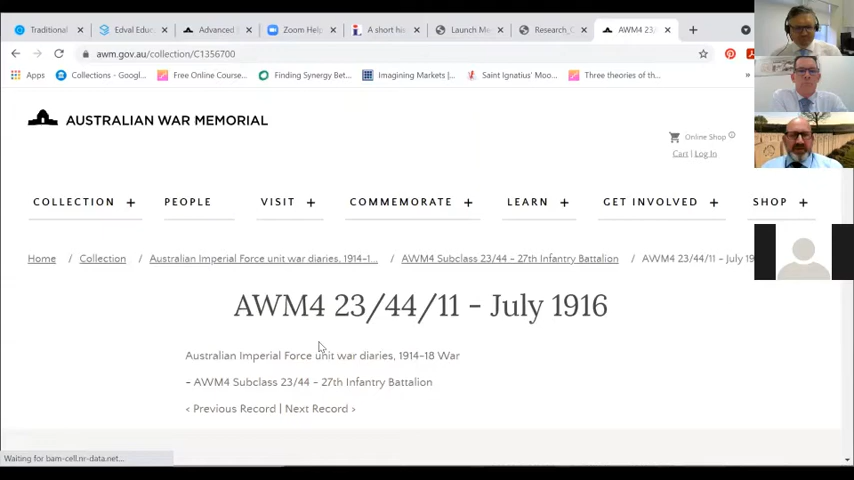 Traditional
Edval Educ
Advanced
Zoom Help
A short his
Launch Me
Research_C
AWM4 23/
awm.gov.au/collection/C1356700
Apps
Collections - Googl...
Free Online Course...
Finding Synergy Bet...
Imagining Markets |...
Saint Ignatius' Moo...
Three theories of th...
AUSTRALIAN WAR MEMORIAL
Online Shop
Cart | Log In
COLLECTION +
PEOPLE
VISIT +
COMMEMORATE +
LEARN +
GET INVOLVED +
SHOP +
Home / Collection / Australian Imperial Force unit war diaries, 1914-1... / AWM4 Subclass 23/44 - 27th Infantry Battalion / AWM4 23/44/11 - July 19
AWM4 23/44/11 - July 1916
Australian Imperial Force unit war diaries, 1914-18 War
- AWM4 Subclass 23/44 - 27th Infantry Battalion
< Previous Record | Next Record >
Waiting for bam-cell.nr-data.net...